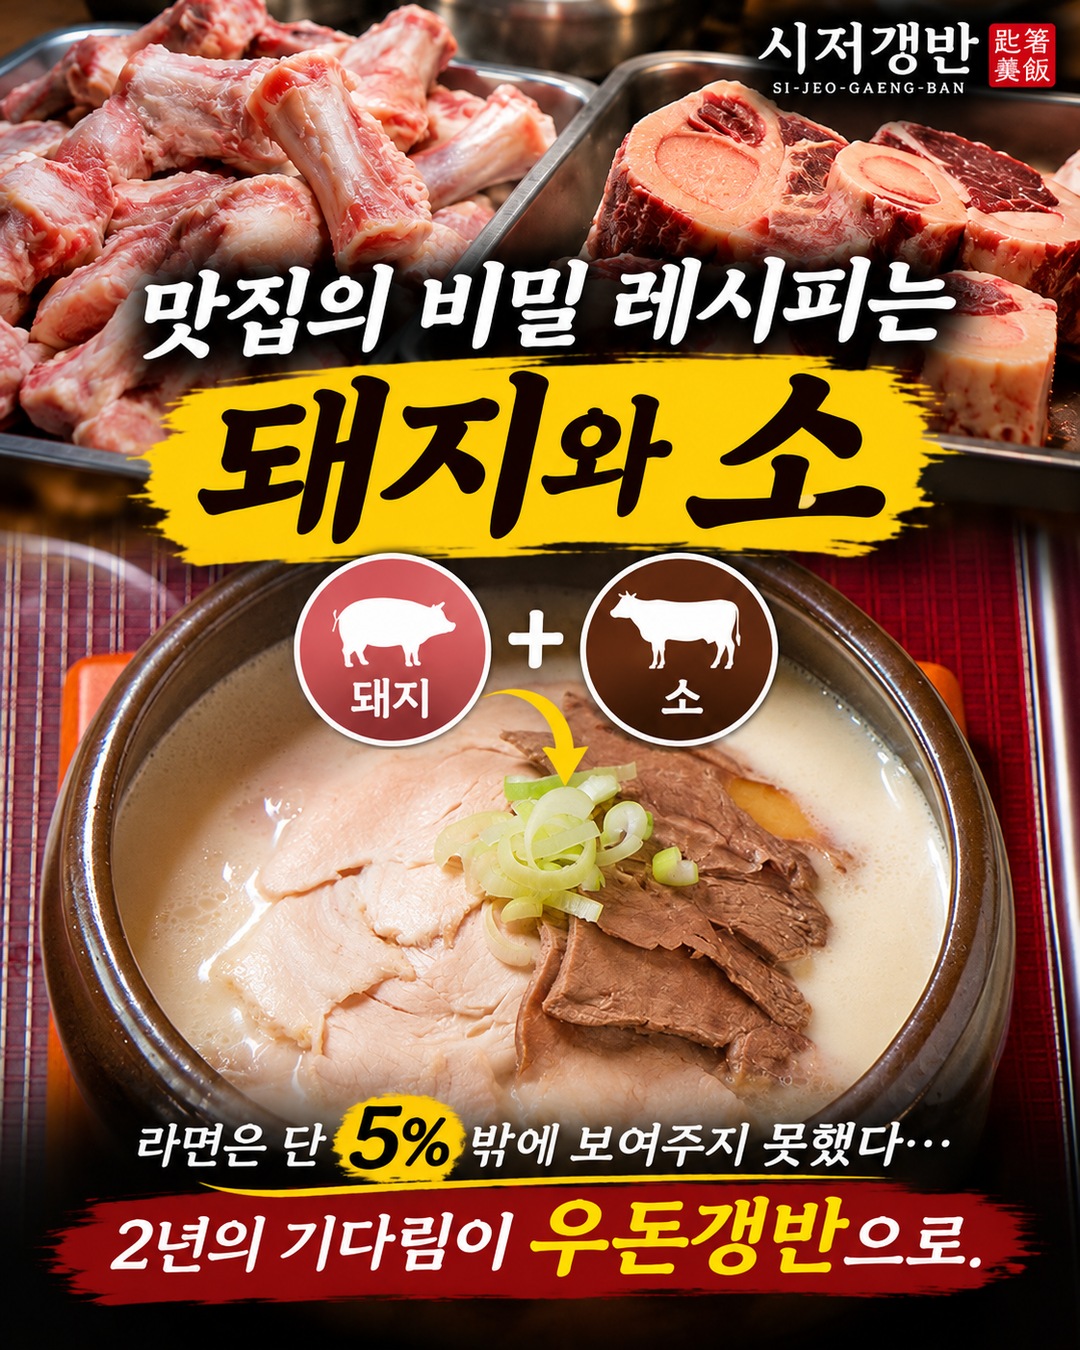 시저갱반
匙箸
羹飯
SI-JEO-GAENG-BAN
맛집의 비밀 레시피는
돼지와 소
돼지 + 소
라면은 단 5% 밖에 보여주지 못했다…
2년의 기다림이 우돈갱반으로.